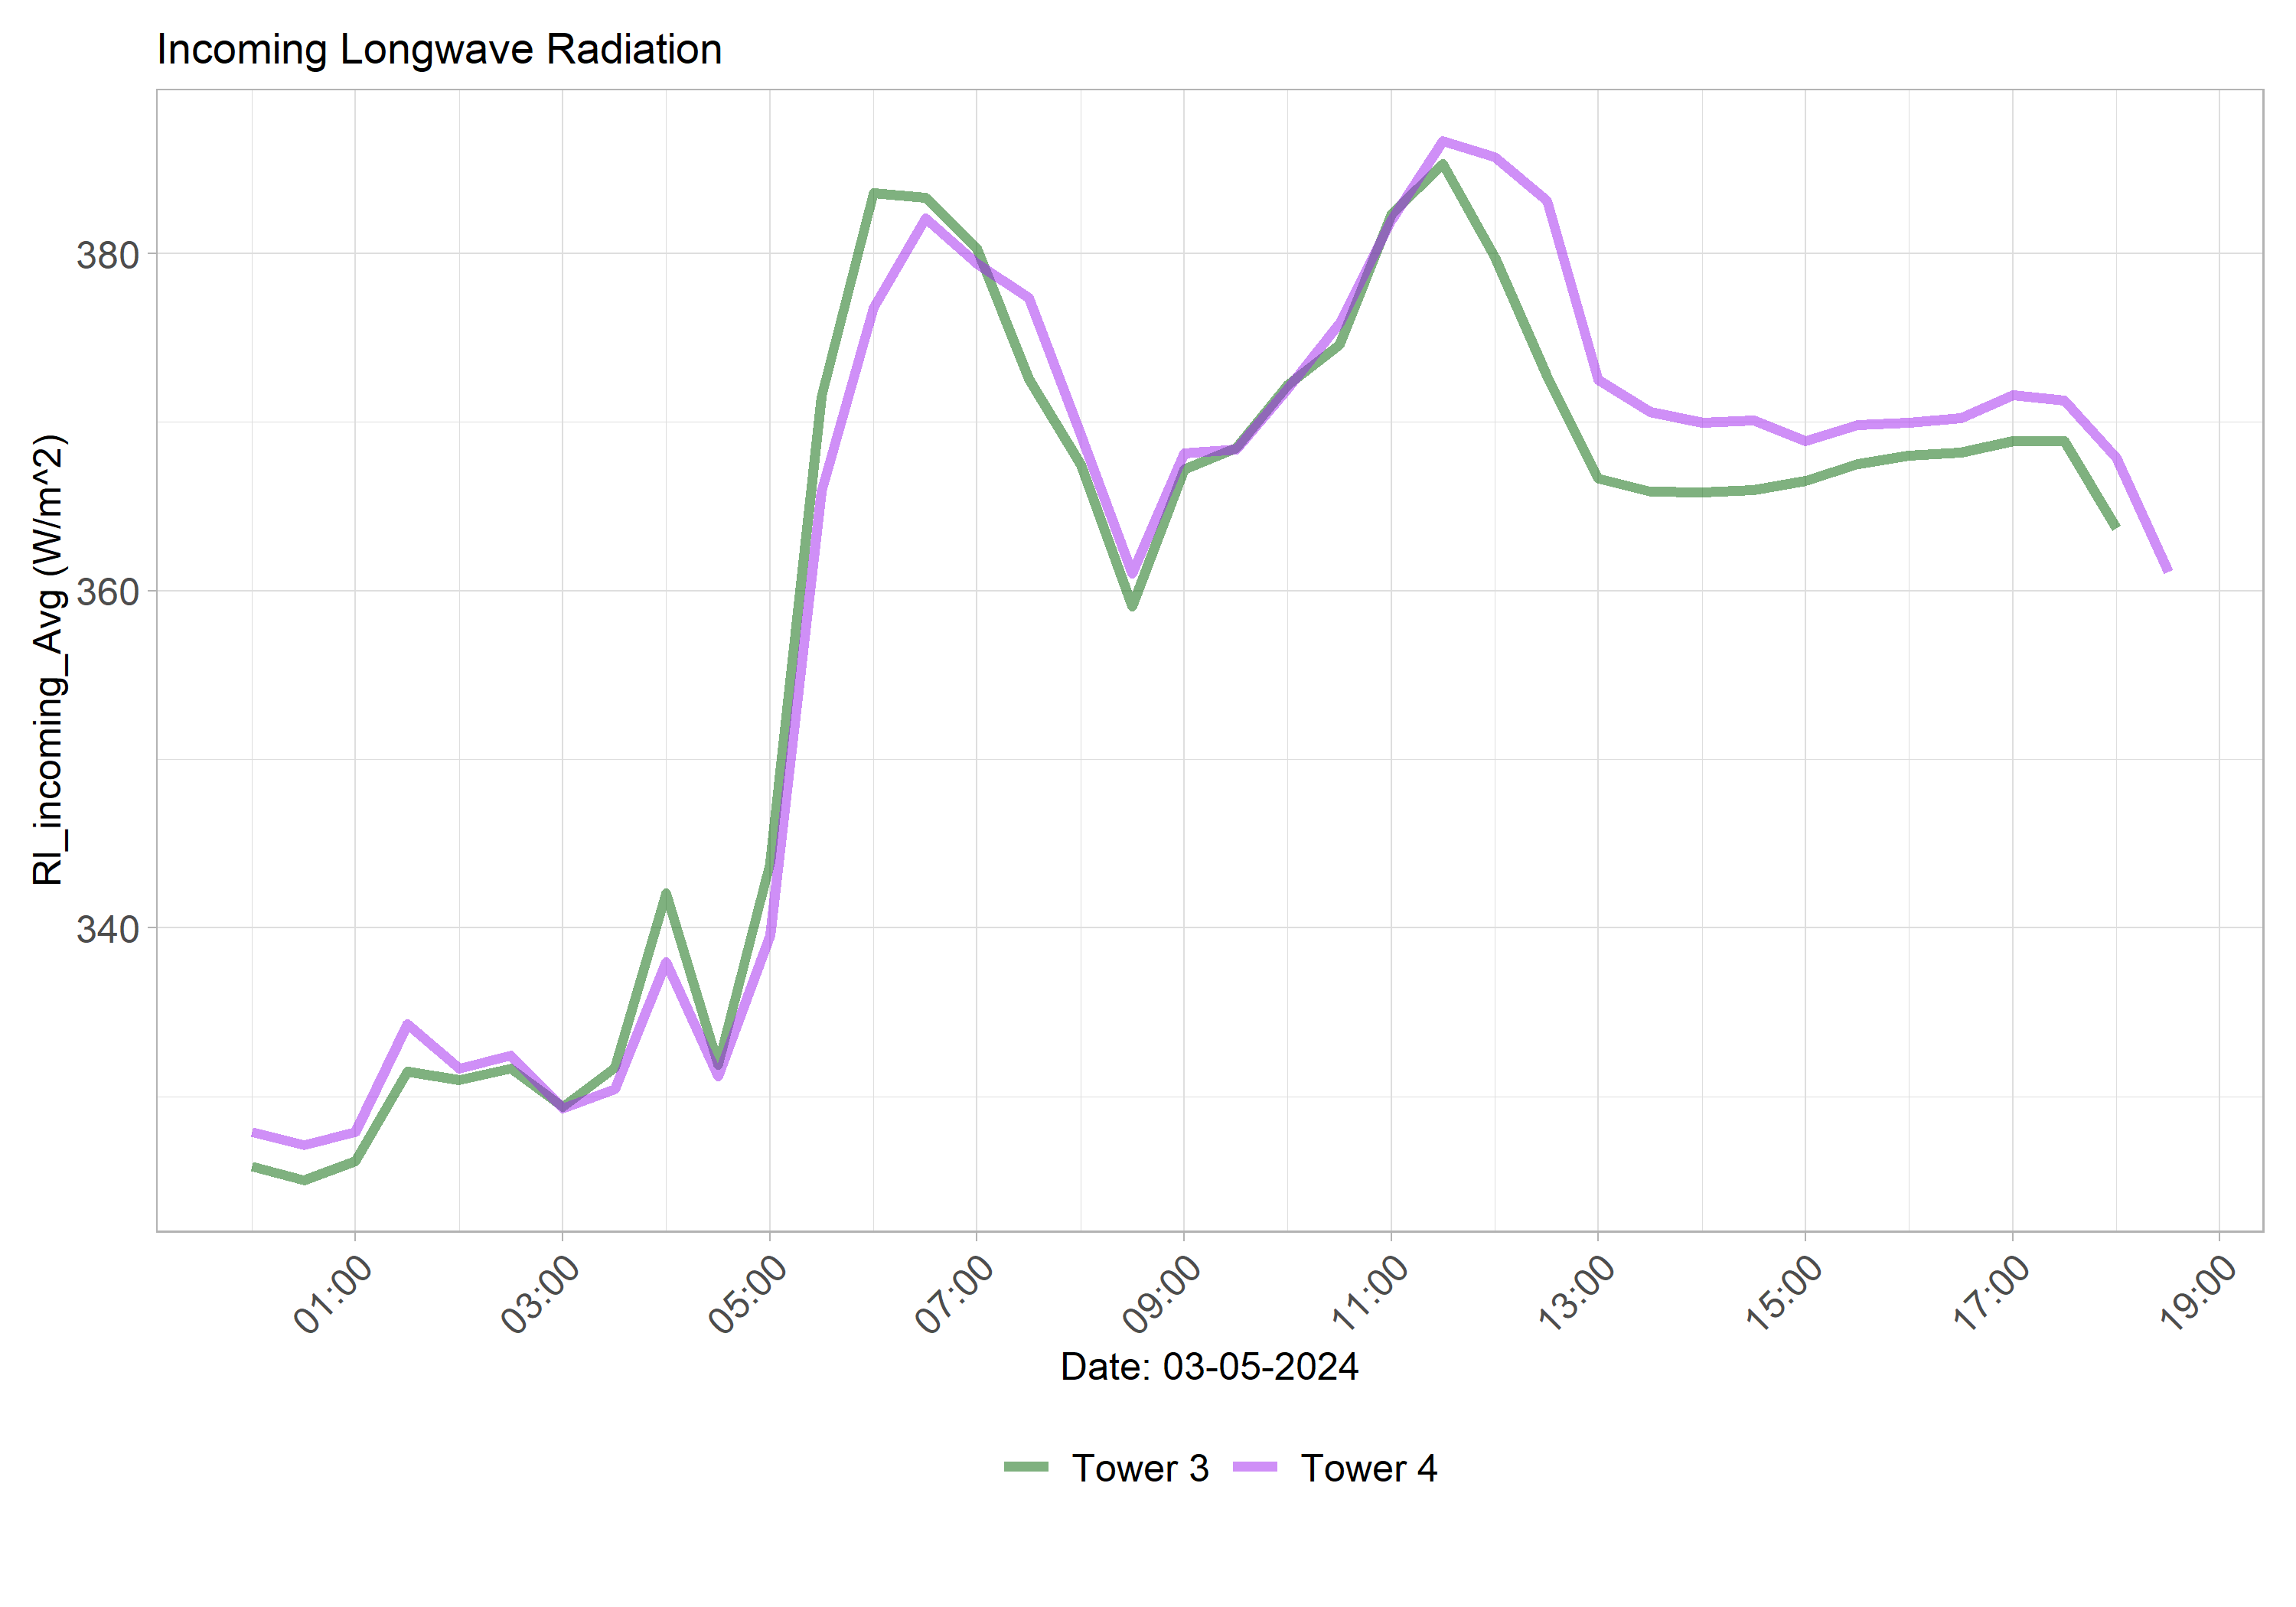 Incoming Longwave Radiation
Rl_incoming_Avg (W/m^2)
380
360
340
01:00 03:00 05:00 07:00 09:00 11:00 13:00 15:00 17:00 19:00
Date: 03-05-2024
Tower 3 Tower 4